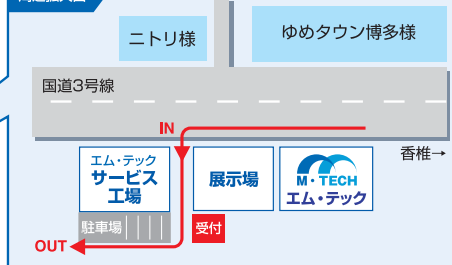 ニトリ様
ゆめタウン博多様
国道3号線
IN
香椎→
エム・テック
サービス
工場
展示場
M・TECH
エム・テック
駐車場
受付
OUT